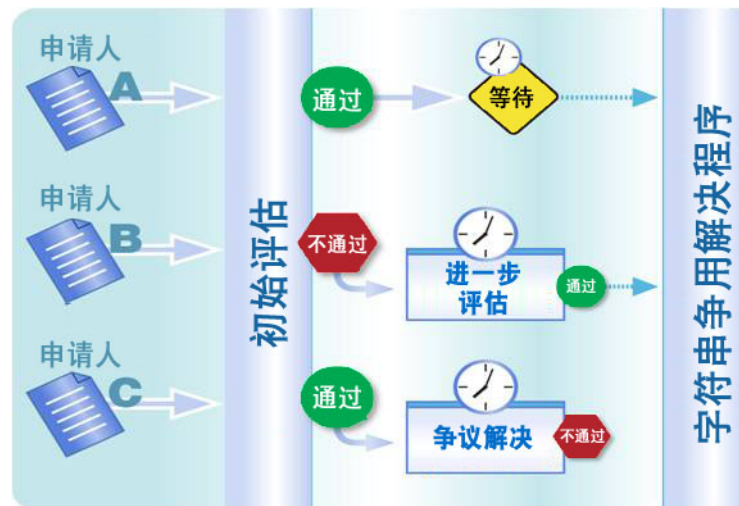 申请人
A
通过
等待
申请人
B
不通过
进一步
评估
通过
申请人
C
通过
争议解决
不通过
初始评估
字符串争用解决程序